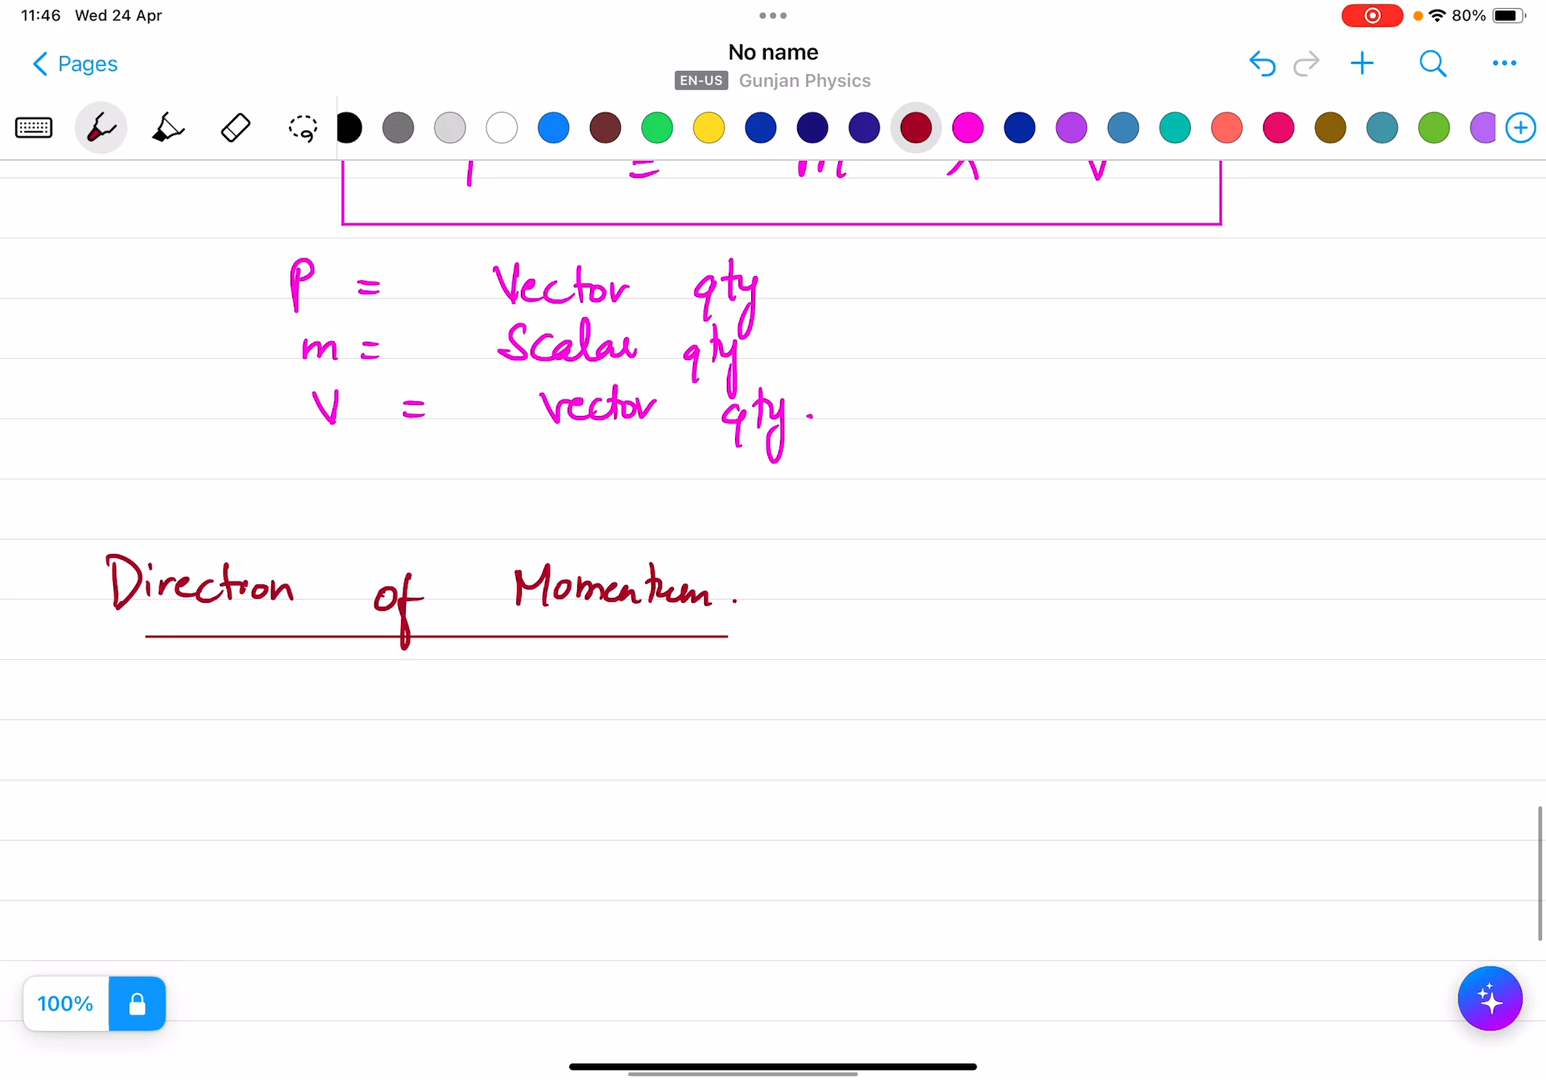 11:46 Wed 24 Apr
80%
No name
Pages
EN-US Gunjan Physics
P = m x v
P = Vector qty
m = Scalar qty
V = vector qty.
Direction of Momentum.
100%